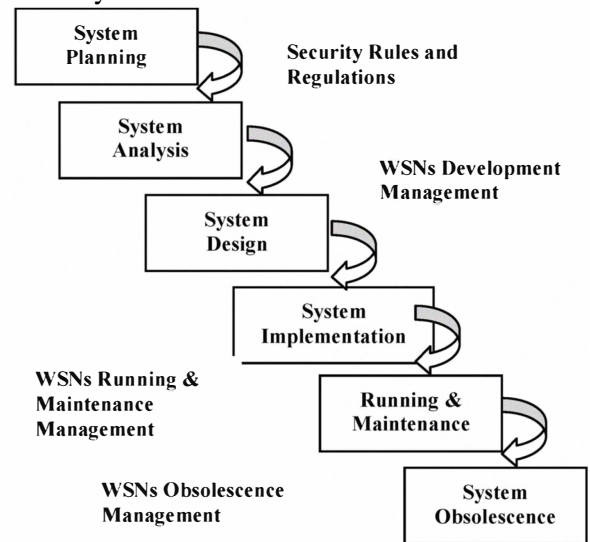 System
Planning
Security Rules and
Regulations
System
Analysis
WSNs Development
Management
System
Design
System
Implementation
WSNs Running &
Maintenance
Management
Running &
Maintenance
WSNs Obsolescence
Management
System
Obsolescence